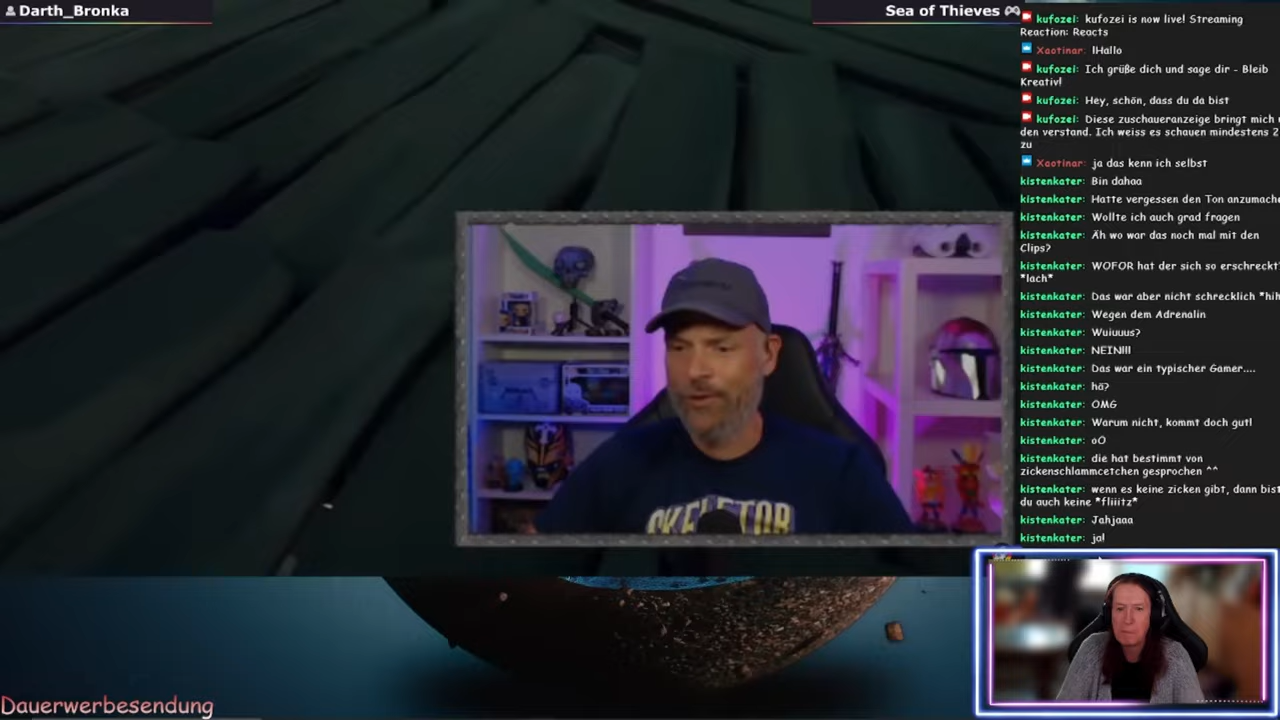 Darth_Bronka
Sea of Thieves
kufozei: kufozei is now live! Streaming
Reaction: Reacts
Xaotinar: !Hallo
kufozei: Ich grüße dich und sage dir - Bleib
Kreativ!
kufozei: Hey, schön, dass du da bist
kufozei: Diese zuschaueranzeige bringt mich
den verstand. Ich weiss es schauen mindestens 2
zu
Xaotinar: ja das kenn ich selbst
kistenkater: Bin dahaa
kistenkater: Hatte vergessen den Ton anzumache
kistenkater: Wollte ich auch grad fragen
kistenkater: Äh wo war das noch mal mit den
Clips?
kistenkater: WOFOR hat der sich so erschreckt?
*lach*
kistenkater: Das war aber nicht schrecklich *hih
kistenkater: Wegen dem Adrenalin
kistenkater: Wuiuuus?
kistenkater: NEIN!!!
kistenkater: Das war ein typischer Gamer....
kistenkater: hä?
kistenkater: OMG
kistenkater: Warum nicht, kommt doch gut!
kistenkater: oO
kistenkater: die hat bestimmt von
zickenschlammcetchen gesprochen ^^
kistenkater: wenn es keine zicken gibt, dann bist
du auch keine *fliiitz*
kistenkater: Jahjaaa
kistenkater: ja!
SKELETOR
Dauerwerbesendung